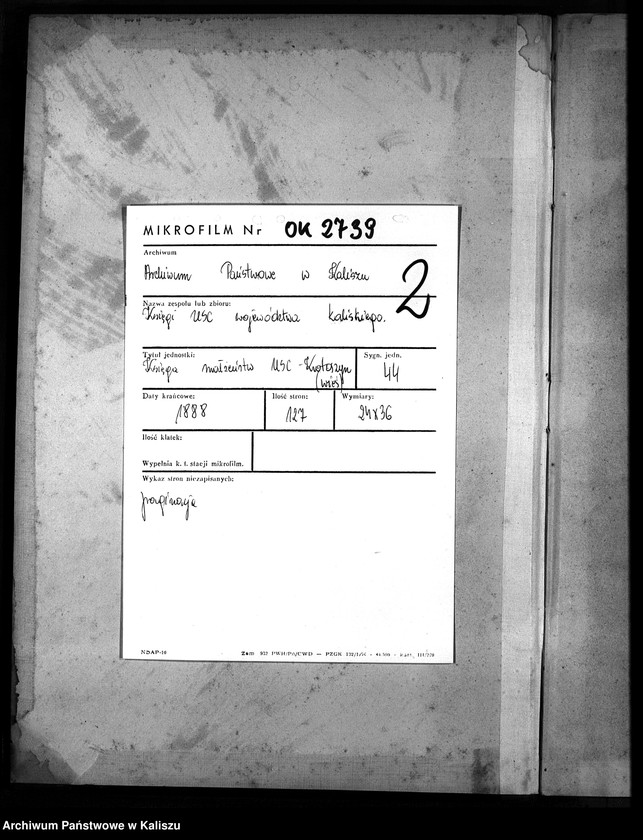 MIKROFILM Nr OK 2739
Archiwum
Archiwum Państwowe w Kaliszu
2
Nazwa zespołu lub zbioru:
Księgi USC województwa kaliskiego.
Tytuł jednostki:
Księga małżeństw USC - Krotoszyn
(wieś)
Sygn. jedn.
44
Daty krańcowe:
1888
Ilość stron:
127
Wymiary:
24x36
Ilość klatek:
Wypełnia k. t. stacji mikrofilm.
Wykaz stron niezapisanych:
paginacja
NDAP-10
Zam
Archiwum Państwowe w Kaliszu